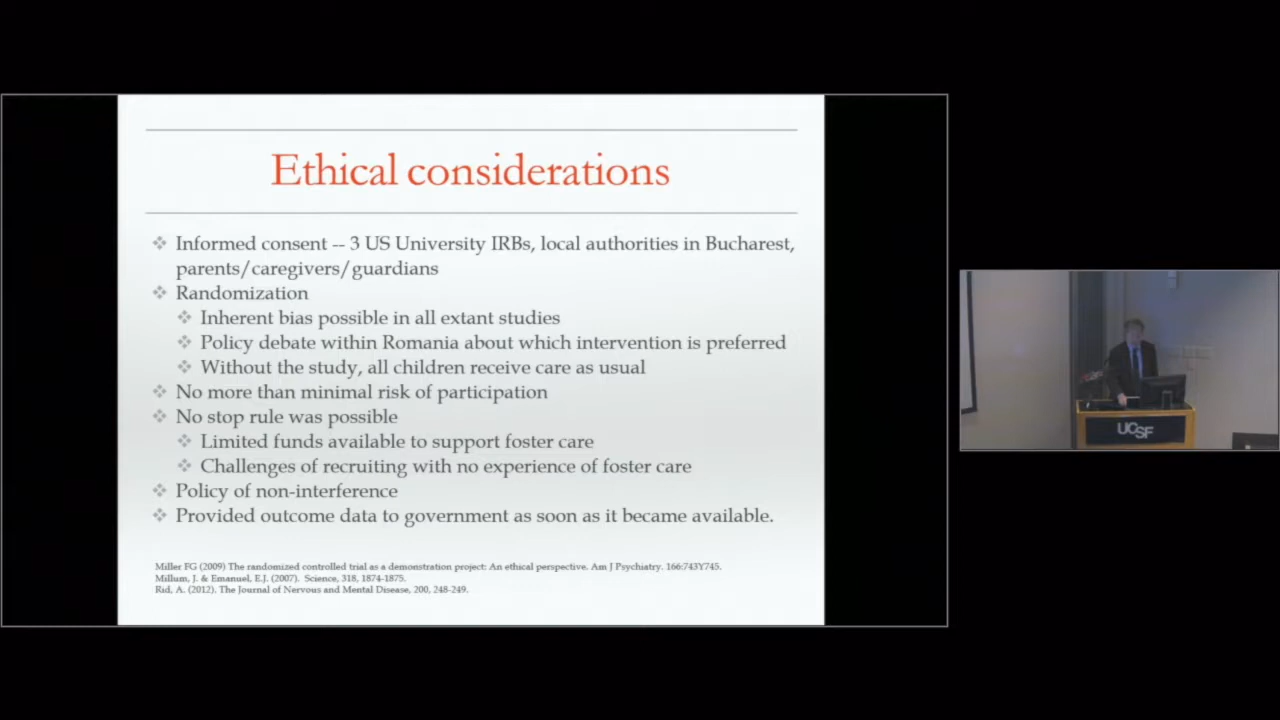 Ethical considerations
Informed consent -- 3 US University IRBs, local authorities in Bucharest,
parents/caregivers/guardians
Randomization
Inherent bias possible in all extant studies
Policy debate within Romania about which intervention is preferred
Without the study, all children receive care as usual
No more than minimal risk of participation
No stop rule was possible
Limited funds available to support foster care
Challenges of recruiting with no experience of foster care
Policy of non-interference
Provided outcome data to government as soon as it became available.
Miller FG (2009) The randomized controlled trial as a demonstration project: An ethical perspective. Am J Psychiatry. 166:743Y745.
Millum, J. & Emanuel, E.J. (2007). Science, 318, 1874-1875.
Rid, A. (2012). The Journal of Nervous and Mental Disease, 200, 248-249.
UCSF